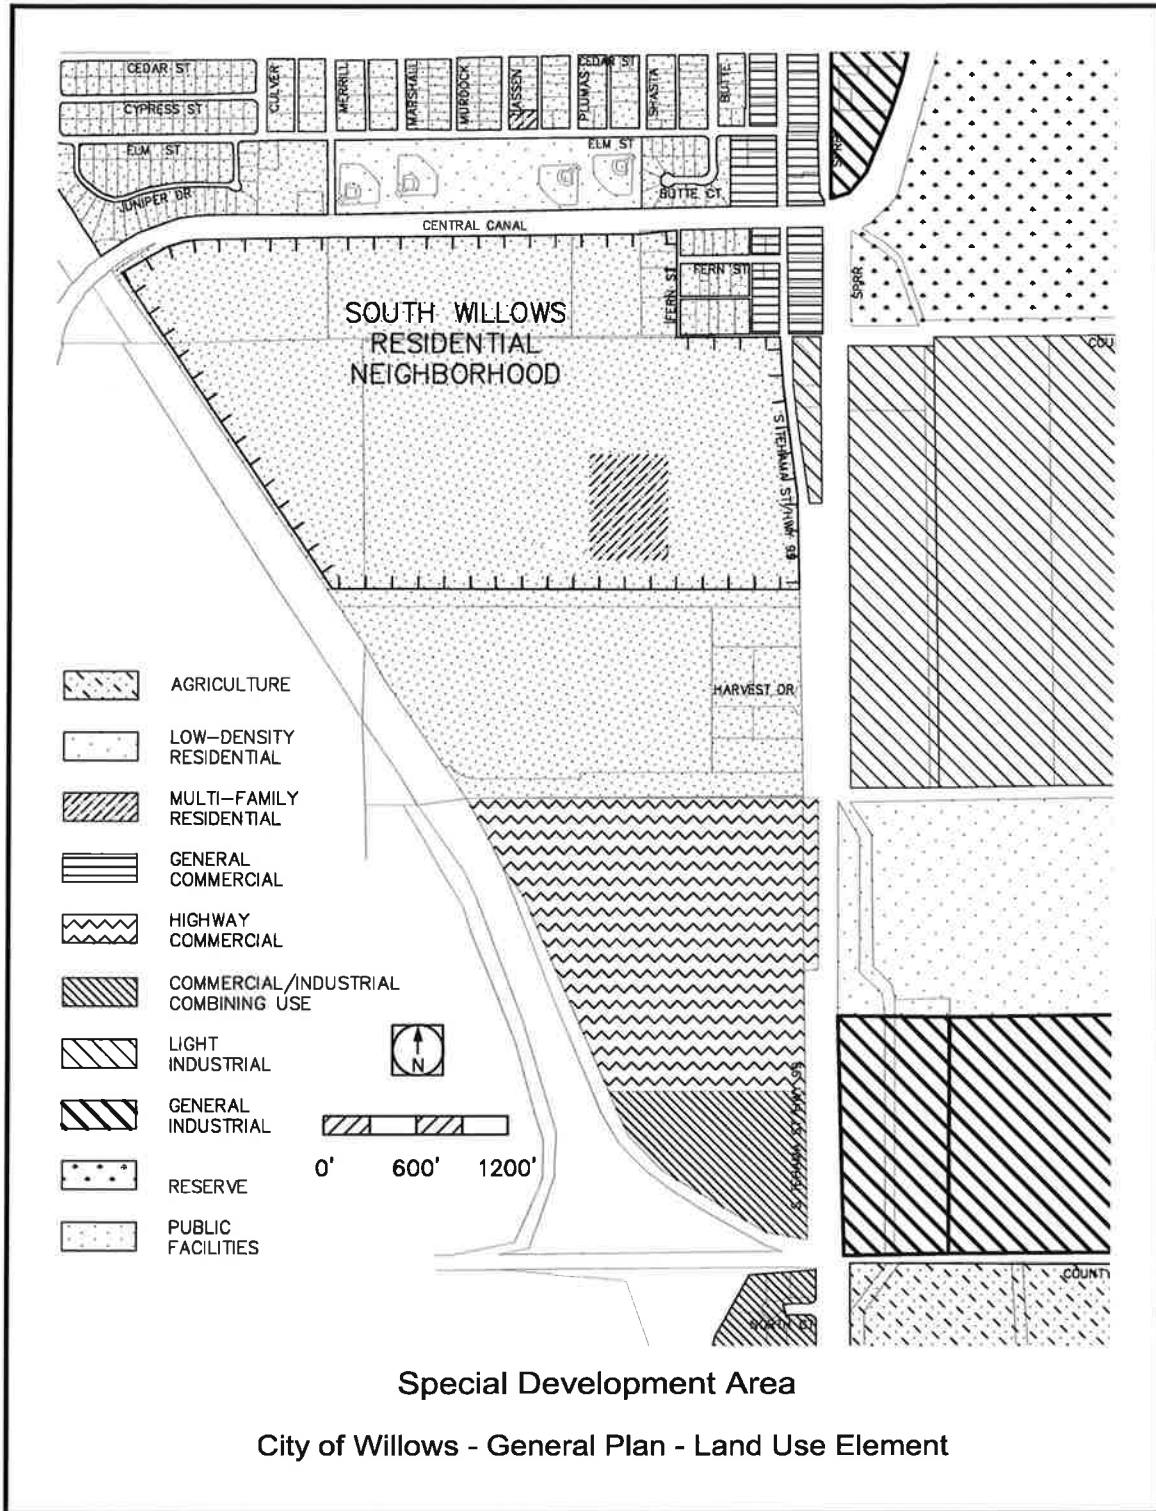 CEDAR ST
CYPRESS ST
ELM ST
JUNIPER DR
CULVER
MERRILL
MARSHALL
MURDOCK
LASSEN
PLUMAS
CEDAR ST
SHASTA
BUTTE
ELM ST
BUTTE CT
SPRR
CENTRAL CANAL
FERN ST
FERN ST
SPRR
COU
SOUTH WILLOWS
RESIDENTIAL
NEIGHBORHOOD
S TEHAMA ST/HWY 99
HARVEST DR
AGRICULTURE
LOW-DENSITY
RESIDENTIAL
MULTI-FAMILY
RESIDENTIAL
GENERAL
COMMERCIAL
HIGHWAY
COMMERCIAL
COMMERCIAL/INDUSTRIAL
COMBINING USE
LIGHT
INDUSTRIAL
GENERAL
INDUSTRIAL
RESERVE
PUBLIC
FACILITIES
N
0' 600' 1200'
S TEHAMA ST/HWY 99
COUNTY
Special Development Area
City of Willows - General Plan - Land Use Element